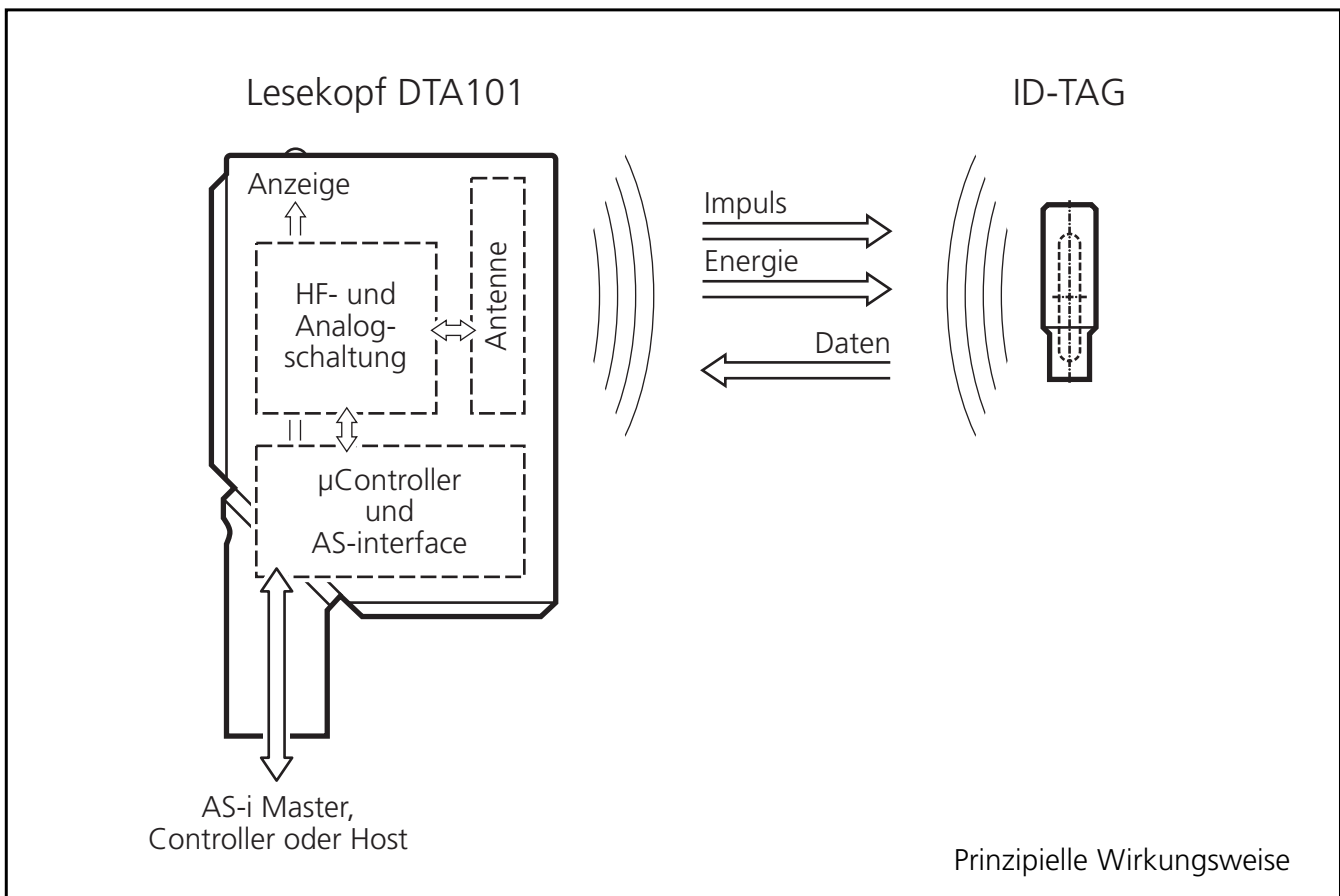 Lesekopf DTA101
ID-TAG
Anzeige
HF- und
Analog-
schaltung
Antenne
µController
und
AS-interface
Impuls
Energie
Daten
AS-i Master,
Controller oder Host
Prinzipielle Wirkungsweise